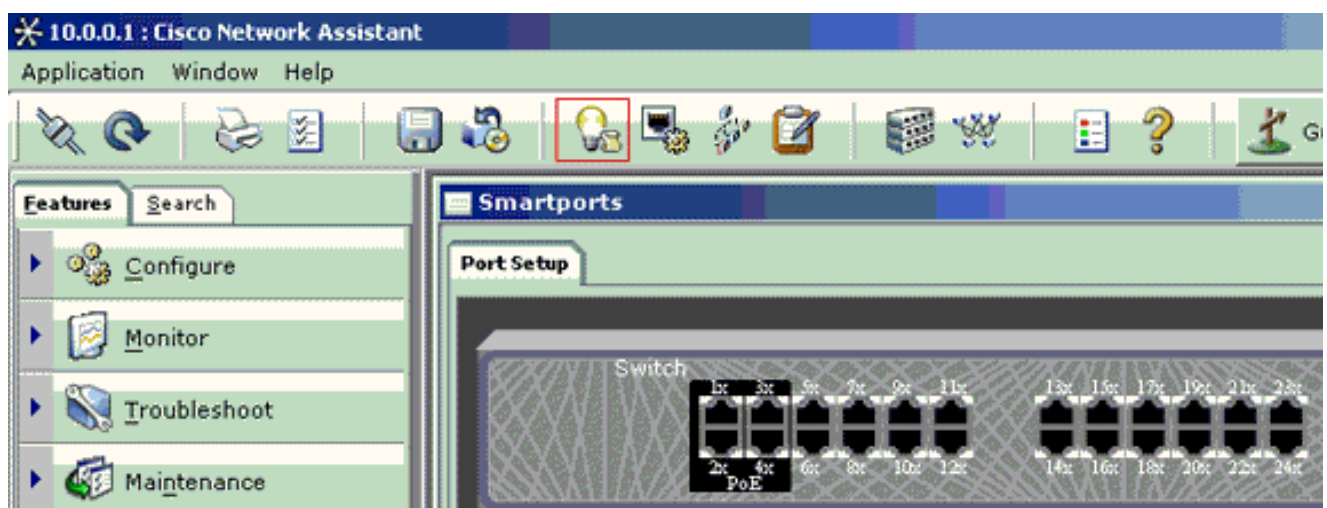 10.0.0.1 : Cisco Network Assistant
Application Window Help
Features Search
Configure
Monitor
Troubleshoot
Maintenance
Smartports
Port Setup
Switch
1x 3x 5x 7x 9x 11x 13x 15x 17x 19x 21x 23x
2x 4x 6x 8x 10x 12x 14x 16x 18x 20x 22x 24x
PoE